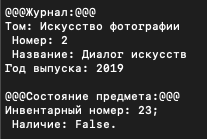 @@@Журнал:@@@
Том: Искусство фотографии
Номер: 2
Название: Диалог искусств
Год выпуска: 2019
@@@Состояние предмета:@@@
Инвентарный номер: 23;
Наличие: False.